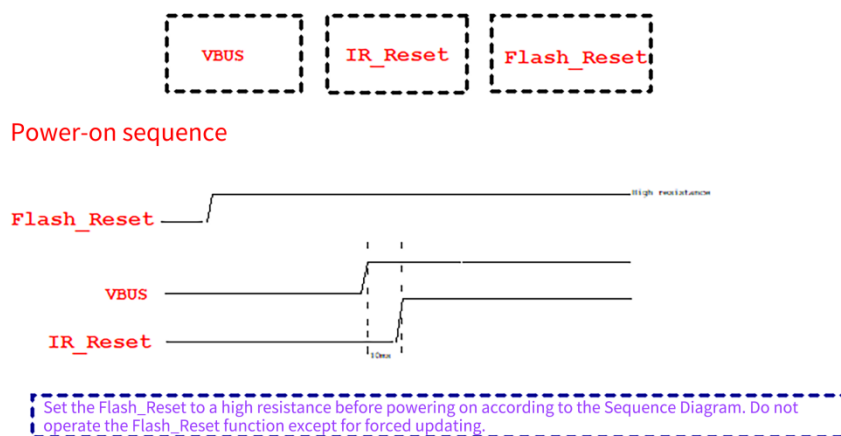 VBUS IR_Reset Flash_Reset
Power-on sequence
High resistance
Flash_Reset
VBUS
IR_Reset
10ms
Set the Flash_Reset to a high resistance before powering on according to the Sequence Diagram. Do not
operate the Flash_Reset function except for forced updating.